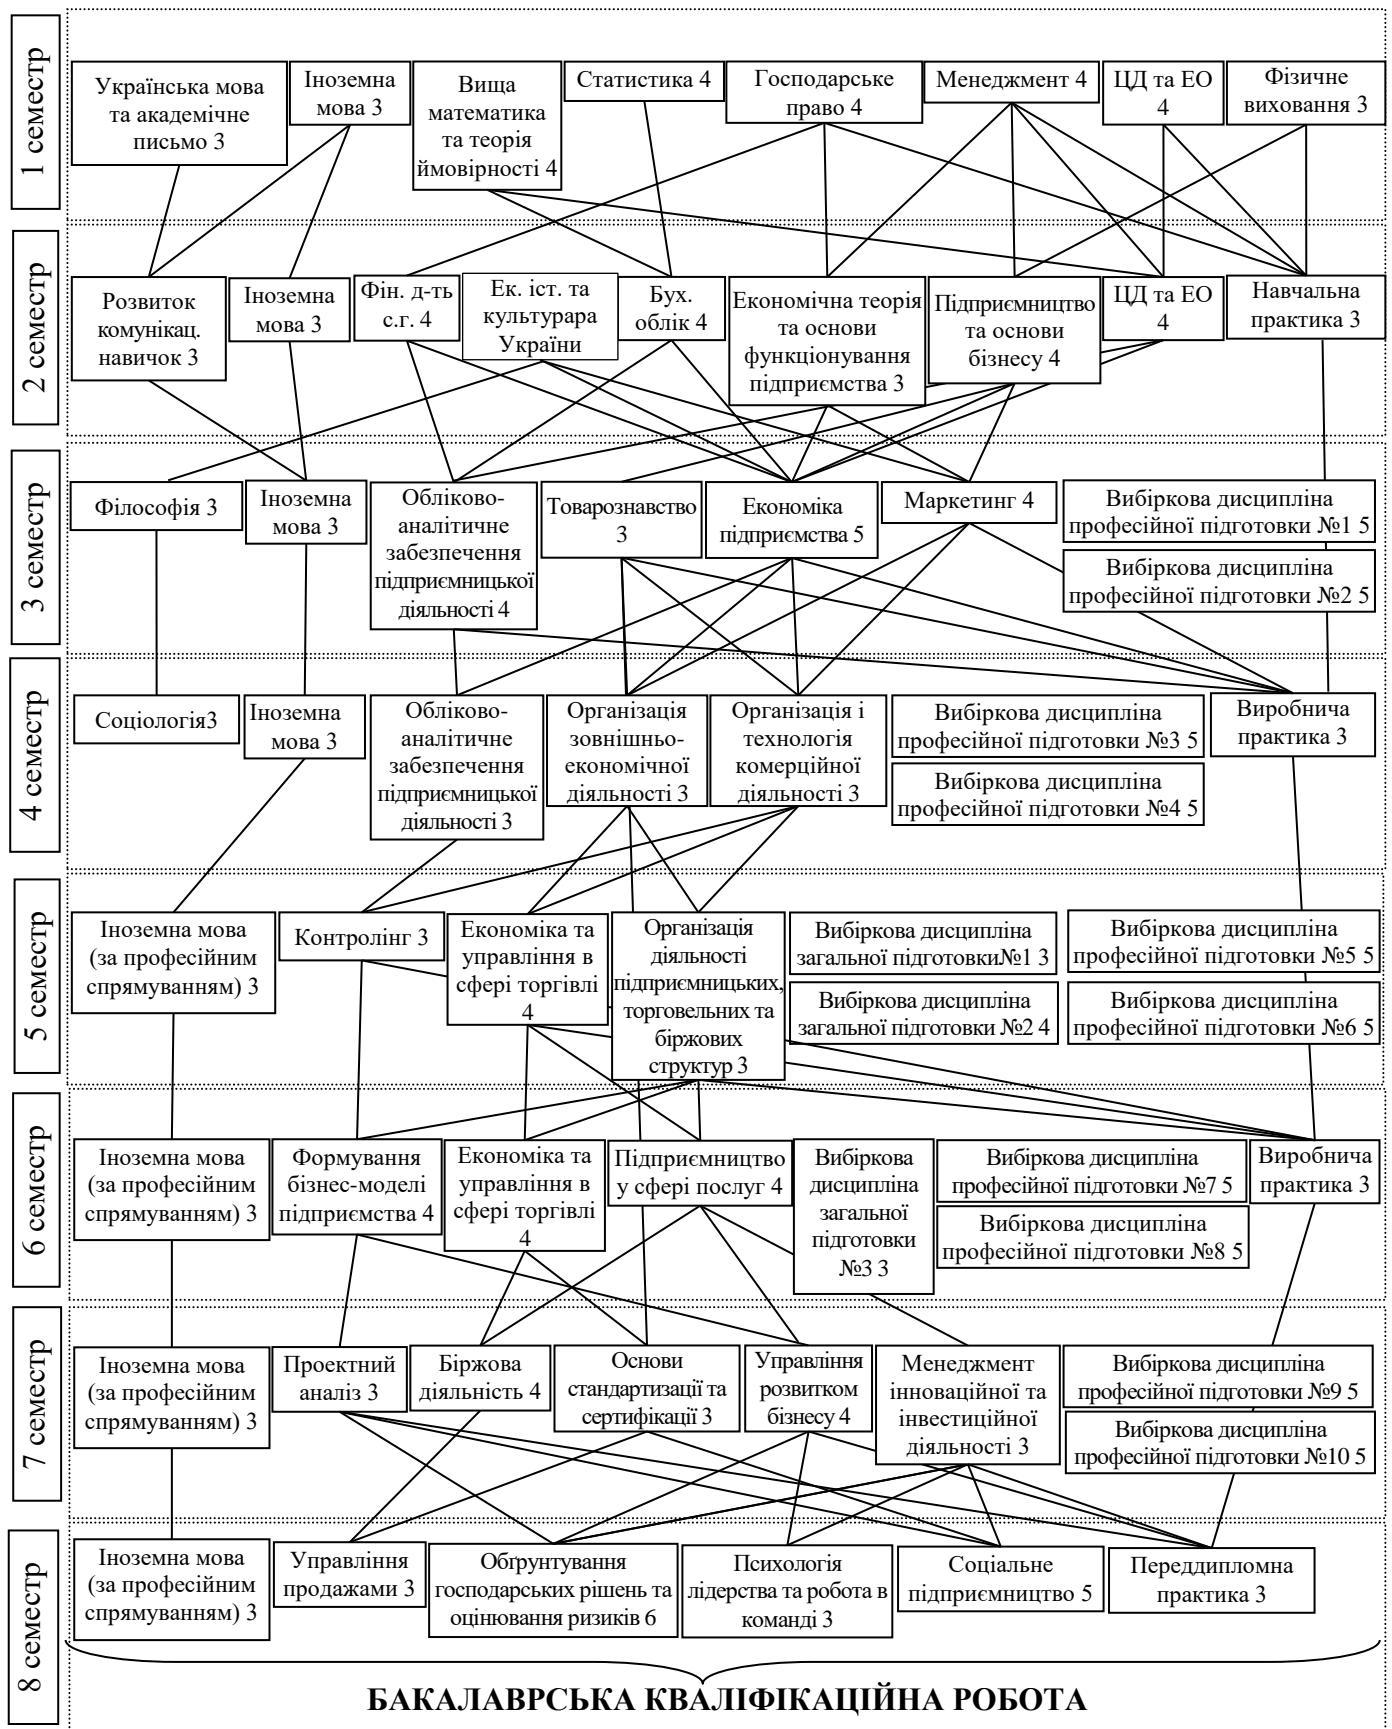 1 семестр
Українська мова
та академічне
письмо 3
Іноземна
мова 3
Вища
математика
та теорія
ймовірності 4
Статистика 4
Господарське
право 4
Менеджмент 4
ЦД та ЕО
4
Фізичне
виховання 3
2 семестр
Розвиток
комунікац.
навичок 3
Іноземна
мова 3
Фін. д-ть
с.г. 4
Ек. іст. та
культурара
України
Бух.
облік 4
Економічна теорія
та основи
функціонування
підприємства 3
Підприємництво
та основи
бізнесу 4
ЦД та ЕО
4
Навчальна
практика 3
3 семестр
Філософія 3
Іноземна
мова 3
Обліково-
аналітичне
забезпечення
підприємницької
діяльності 4
Товарознавство
3
Економіка
підприємства 5
Маркетинг 4
Вибіркова дисципліна
професійної підготовки №1 5
Вибіркова дисципліна
професійної підготовки №2 5
4 семестр
Соціологія3
Іноземна
мова 3
Обліково-
аналітичне
забезпечення
підприємницької
діяльності 3
Організація
зовнішньо-
економічної
діяльності 3
Організація і
технологія
комерційної
діяльності 3
Вибіркова дисципліна
професійної підготовки №3 5
Вибіркова дисципліна
професійної підготовки №4 5
Виробнича
практика 3
5 семестр
Іноземна мова
(за професійним
спрямуванням) 3
Контролінг 3
Економіка та
управління в
сфері торгівлі
4
Організація
діяльності
підприємницьких,
торговельних та
біржових
структур 3
Вибіркова дисципліна
загальної підготовки№1 3
Вибіркова дисципліна
загальної підготовки №2 4
Вибіркова дисципліна
професійної підготовки №5 5
Вибіркова дисципліна
професійної підготовки №6 5
6 семестр
Іноземна мова
(за професійним
спрямуванням) 3
Формування
бізнес-моделі
підприємства 4
Економіка та
управління в
сфері торгівлі
4
Підприємництво
у сфері послуг 4
Вибіркова
дисципліна
загальної
підготовки
№3 3
Вибіркова дисципліна
професійної підготовки №7 5
Вибіркова дисципліна
професійної підготовки №8 5
Виробнича
практика 3
7 семестр
Іноземна мова
(за професійним
спрямуванням) 3
Проектний
аналіз 3
Біржова
діяльність 4
Основи
стандартизації та
сертифікації 3
Управління
розвитком
бізнесу 4
Менеджмент
інноваційної та
інвестиційної
діяльності 3
Вибіркова дисципліна
професійної підготовки №9 5
Вибіркова дисципліна
професійної підготовки №10 5
8 семестр
Іноземна мова
(за професійним
спрямуванням) 3
Управління
продажами 3
Обґрунтування
господарських рішень та
оцінювання ризиків 6
Психологія
лідерства та робота в
команді 3
Соціальне
підприємництво 5
Переддипломна
практика 3
БАКАЛАВРСЬКА КВАЛІФІКАЦІЙНА РОБОТА